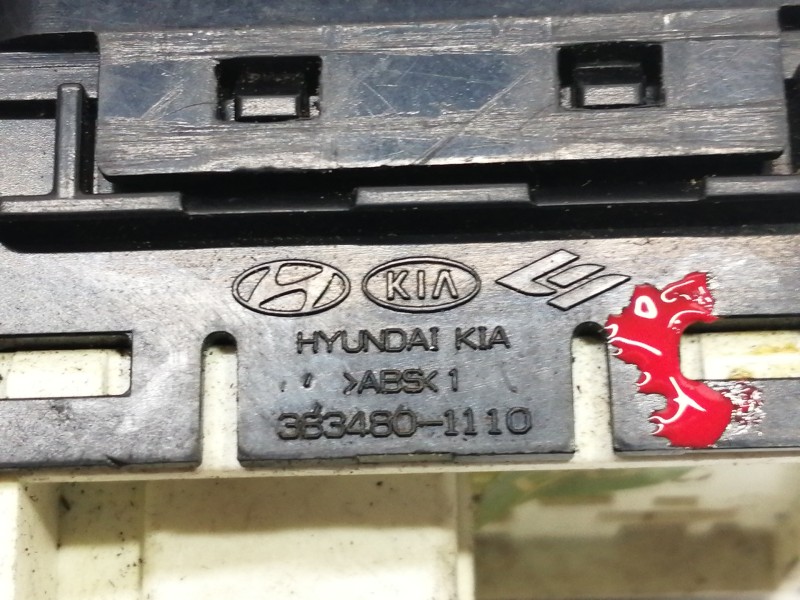 KIA
HYUNDAI KIA
>ABS< 1
3B3480-1110